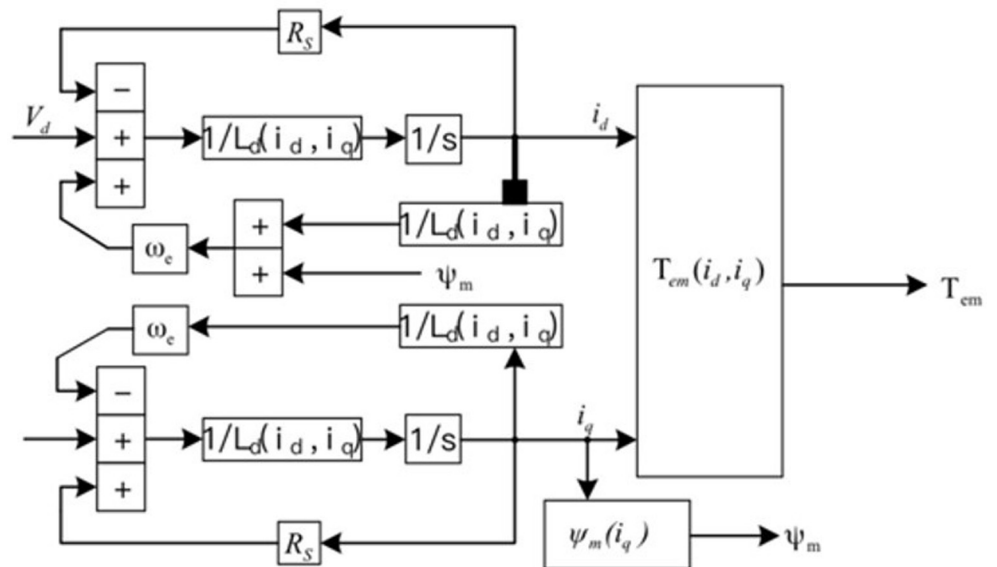 R_S
−
V_d
+
1/L_d(i_d,i_q)
1/s
i_d
+
+
1/L_d(i_d,i_q)
ω_e
+
ψ_m
T_em(i_d,i_q)
T_em
ω_e
1/L_d(i_d,i_q)
−
+
1/L_d(i_d,i_q)
1/s
i_q
+
R_S
ψ_m(i_q)
ψ_m